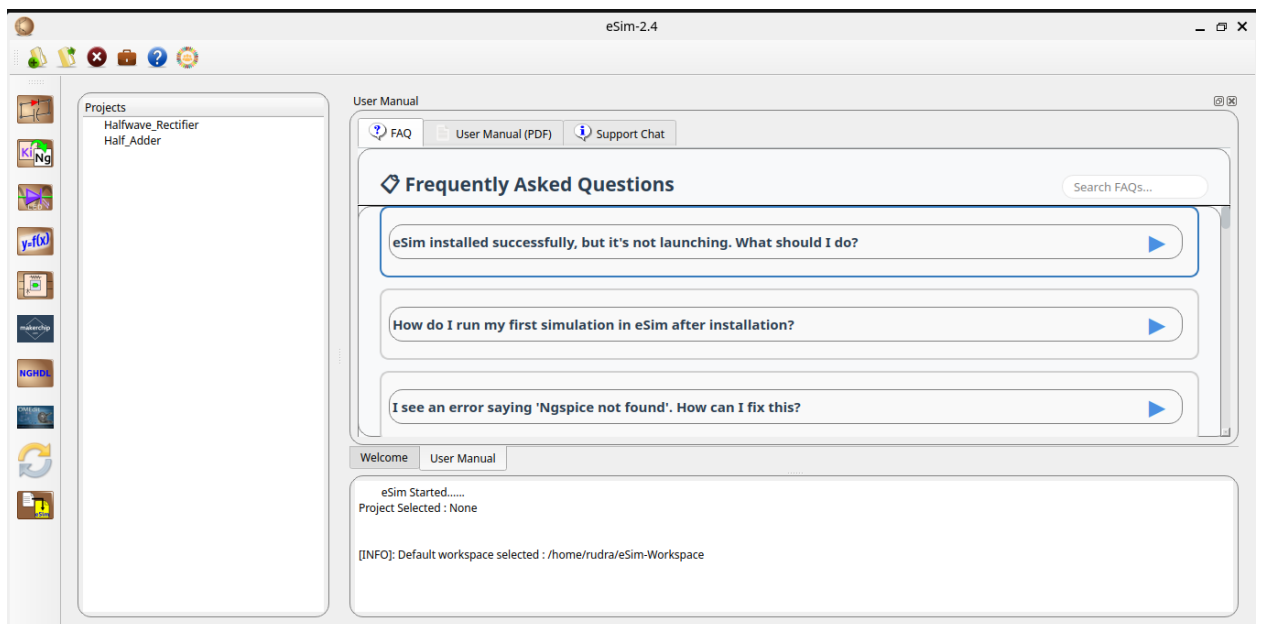 eSim-2.4
Projects
Halfwave_Rectifier
Half_Adder
User Manual
FAQ
User Manual (PDF)
Support Chat
Frequently Asked Questions
Search FAQs...
eSim installed successfully, but it's not launching. What should I do?
How do I run my first simulation in eSim after installation?
I see an error saying 'Ngspice not found'. How can I fix this?
Welcome
User Manual
eSim Started......
Project Selected : None
[INFO]: Default workspace selected : /home/rudra/eSim-Workspace
Ki
Ng
y=f(x)
makerchip
NGHDL
eSim